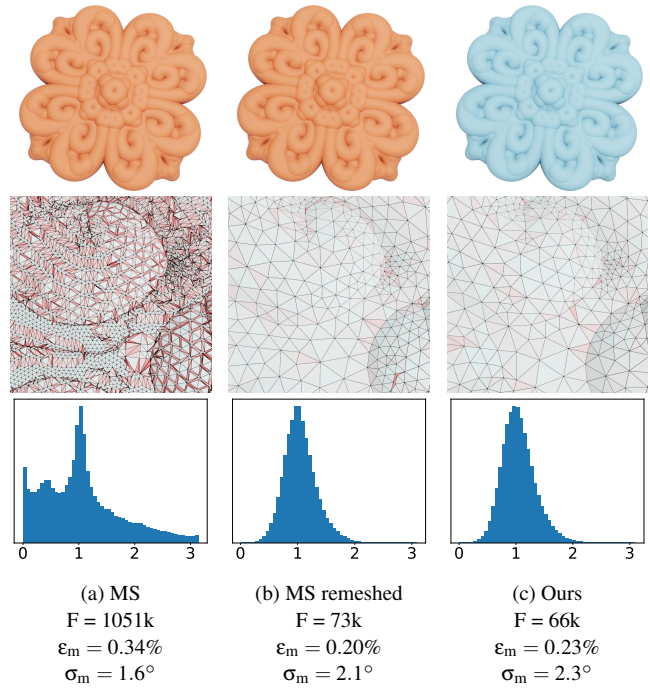 0 1 2 3
0 1 2 3
0 1 2 3
(a) MS
F = 1051k
εm = 0.34%
σm = 1.6°
(b) MS remeshed
F = 73k
εm = 0.20%
σm = 2.1°
(c) Ours
F = 66k
εm = 0.23%
σm = 2.3°